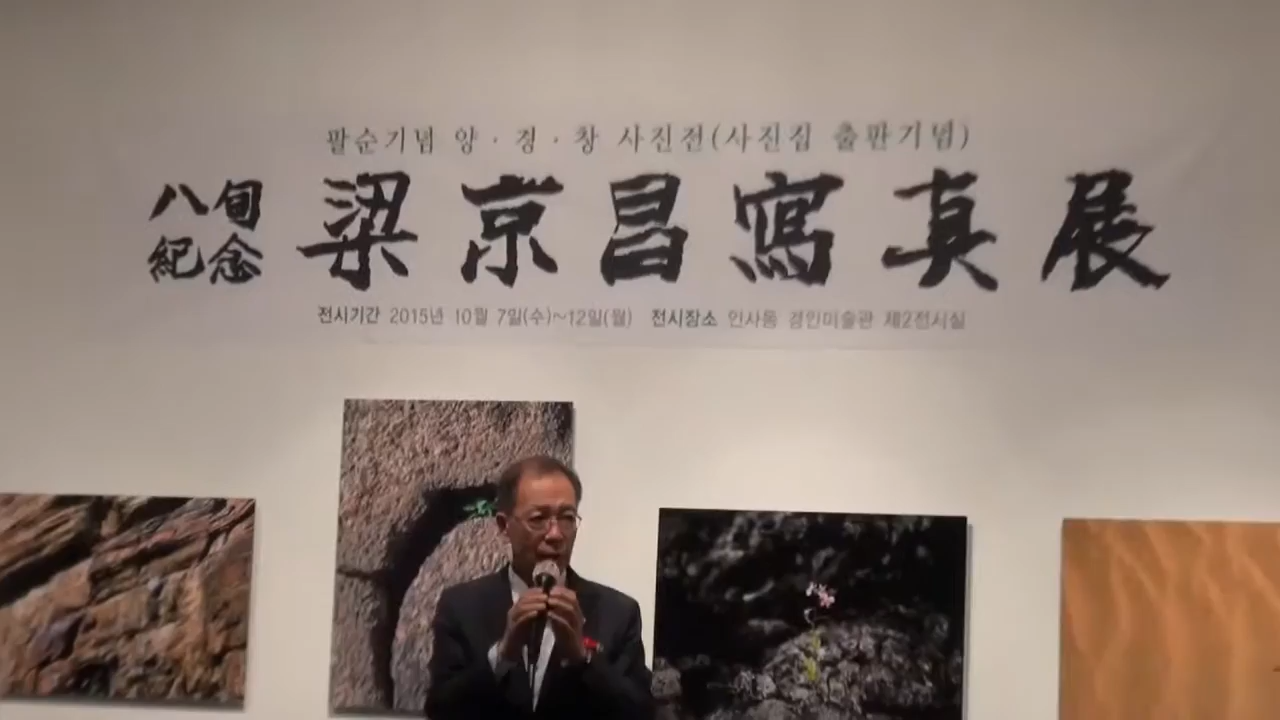 팔순기념 양·경·창 사진전(사진집 출판기념)
八旬
紀念
梁京昌寫真展
전시기간 2015년 10월 7일(수)~12일(월) 전시장소 인사동 경인미술관 제2전시실